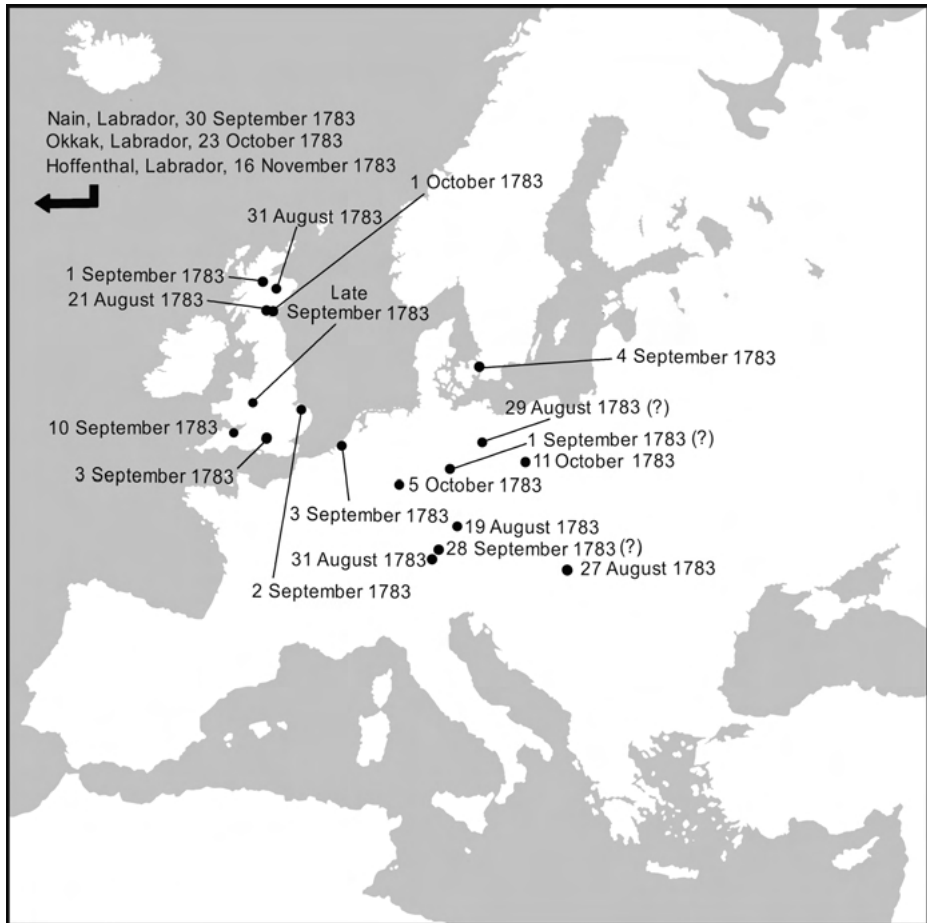 Nain, Labrador, 30 September 1783
Okkak, Labrador, 23 October 1783
Hoffenthal, Labrador, 16 November 1783
1 October 1783
31 August 1783
1 September 1783
21 August 1783
Late
September 1783
4 September 1783
29 August 1783 (?)
10 September 1783
1 September 1783 (?)
11 October 1783
3 September 1783
5 October 1783
3 September 1783
19 August 1783
28 September 1783 (?)
31 August 1783
27 August 1783
2 September 1783